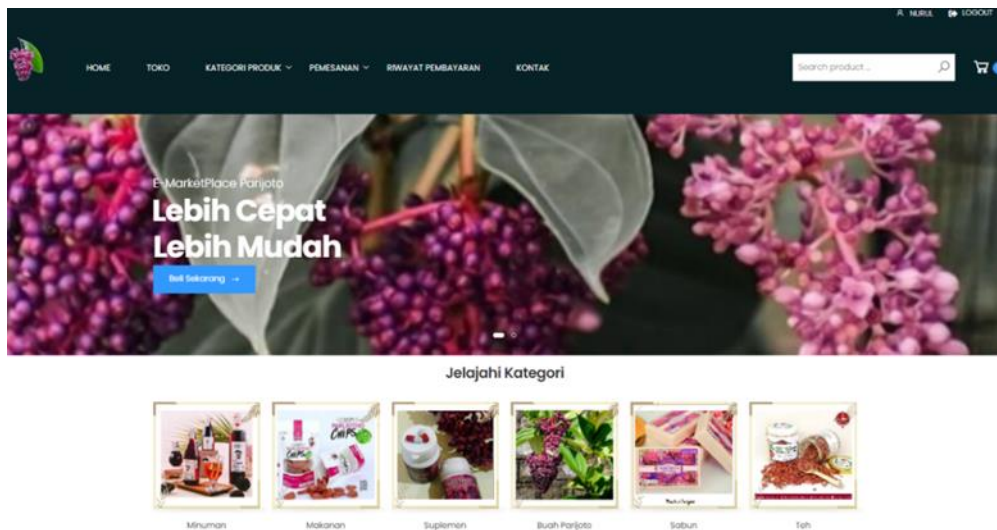 NURUL LOGOUT
HOME TOKO KATEGORI PRODUK PEMESANAN RIWAYAT PEMBAYARAN KONTAK
Search product ...
E-MarketPlace Parijoto
Lebih Cepat
Lebih Mudah
Beli Sekarang →
Jelajahi Kategori
CHIPS
Minuman Makanan Suplemen Buah Parijoto Sabun Teh